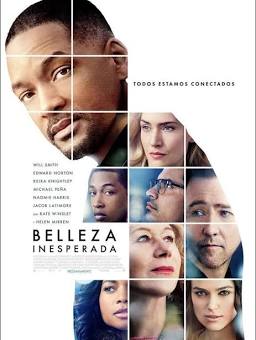 TODOS ESTAMOS CONECTADOS
WILL SMITH
EDWARD NORTON
KEIRA KNIGHTLEY
MICHAEL PEÑA
NAOMIE HARRIS
JACOB LATIMORE
CON KATE WINSLET
Y HELEN MIRREN
BELLEZA
INESPERADA